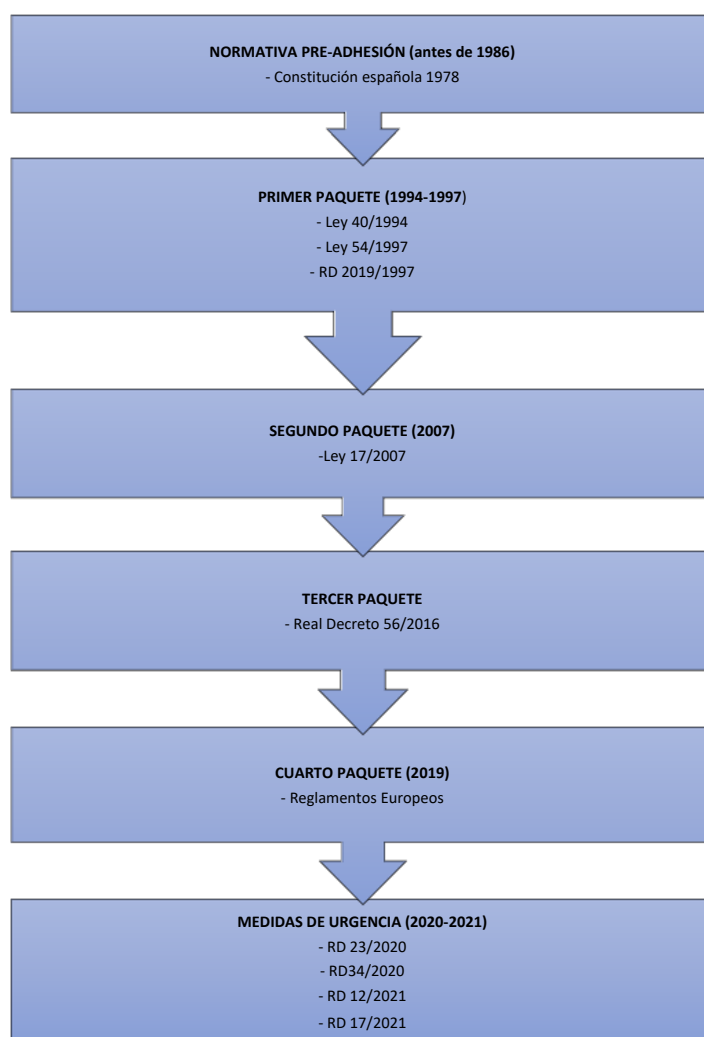 NORMATIVA PRE-ADHESIÓN (antes de 1986)
- Constitución española 1978
PRIMER PAQUETE (1994-1997)
- Ley 40/1994
- Ley 54/1997
- RD 2019/1997
SEGUNDO PAQUETE (2007)
-Ley 17/2007
TERCER PAQUETE
- Real Decreto 56/2016
CUARTO PAQUETE (2019)
- Reglamentos Europeos
MEDIDAS DE URGENCIA (2020-2021)
- RD 23/2020
- RD34/2020
- RD 12/2021
- RD 17/2021